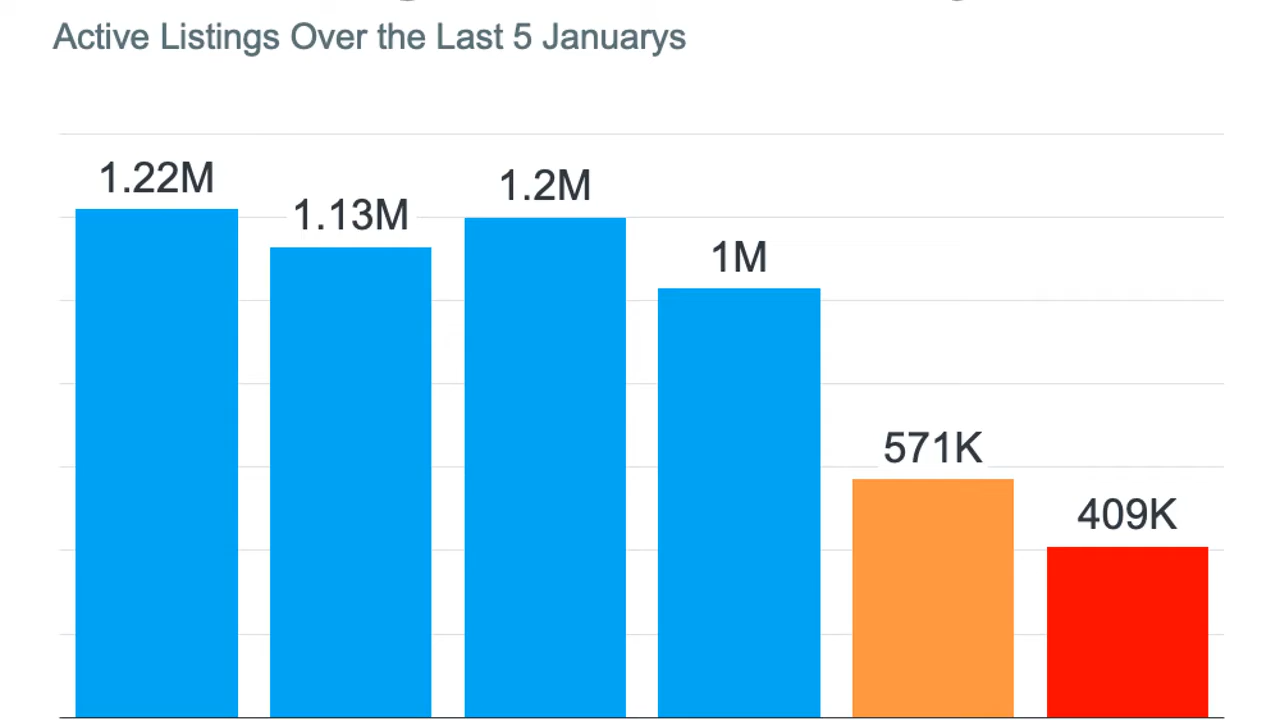 Active Listings Over the Last 5 Januarys
1.22M
1.13M
1.2M
1M
571K
409K